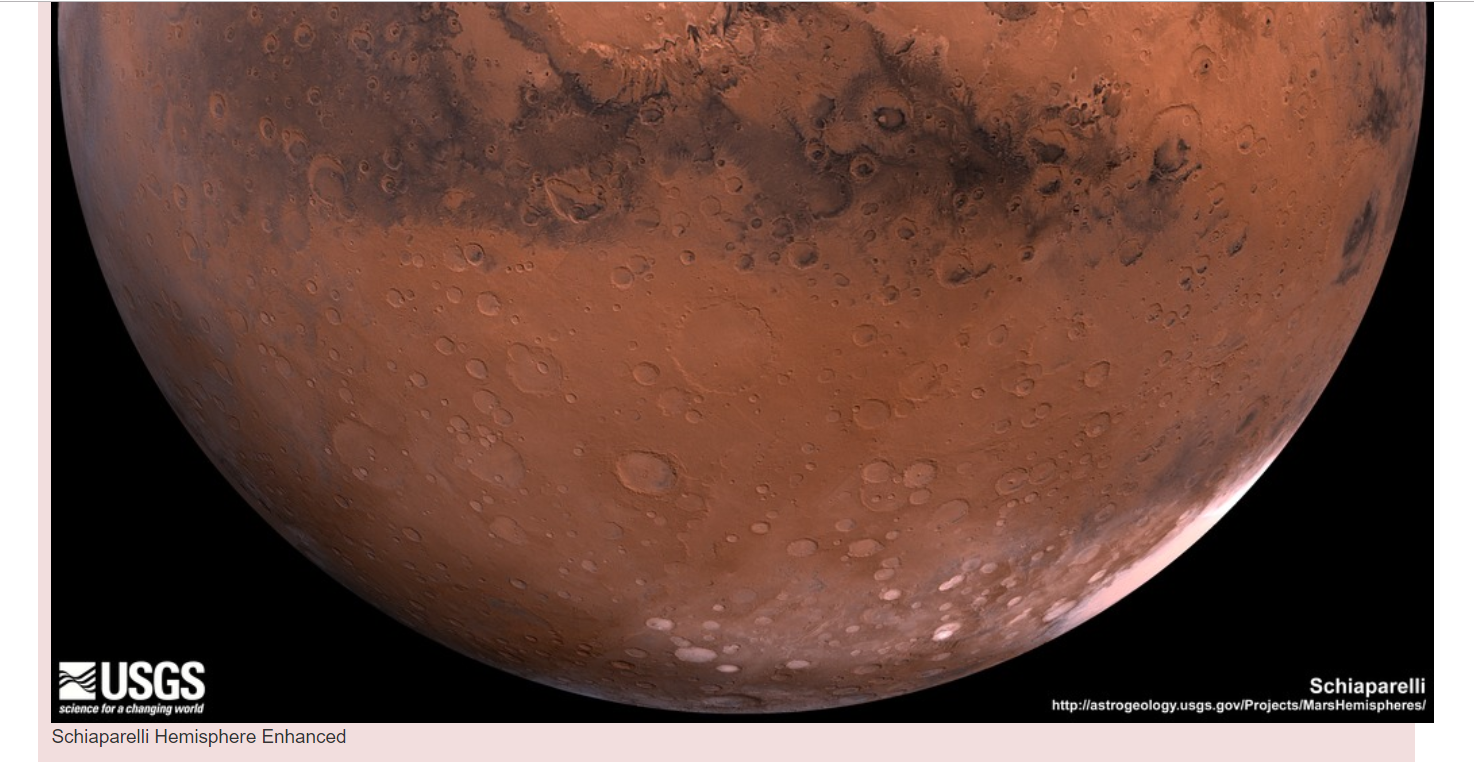 USGS
science for a changing world
Schiaparelli
http://astrogeology.usgs.gov/Projects/MarsHemispheres/
Schiaparelli Hemisphere Enhanced